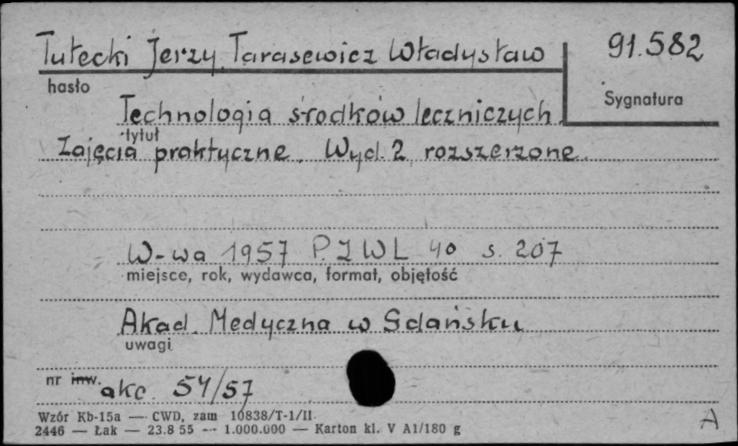 Tułecki Jerzy, Tarasewicz Władysław 91.582
hasło Sygnatura
Technologia środków leczniczych.
tytuł
Zajęcia praktyczne. Wyd. 2 rozszerzone.
W-wa 1957 PZWL 4o s. 207
miejsce, rok, wydawca, format, objętość
Akad. Medyczna w Gdańsku
uwagi
nr inw. akc 54/57
Wzór Kb-15a — CWD, zam 10838/T-1/II
2446 — Łak — 23.8 55 — 1.000.000 — Karton kl. V A1/180 g
A